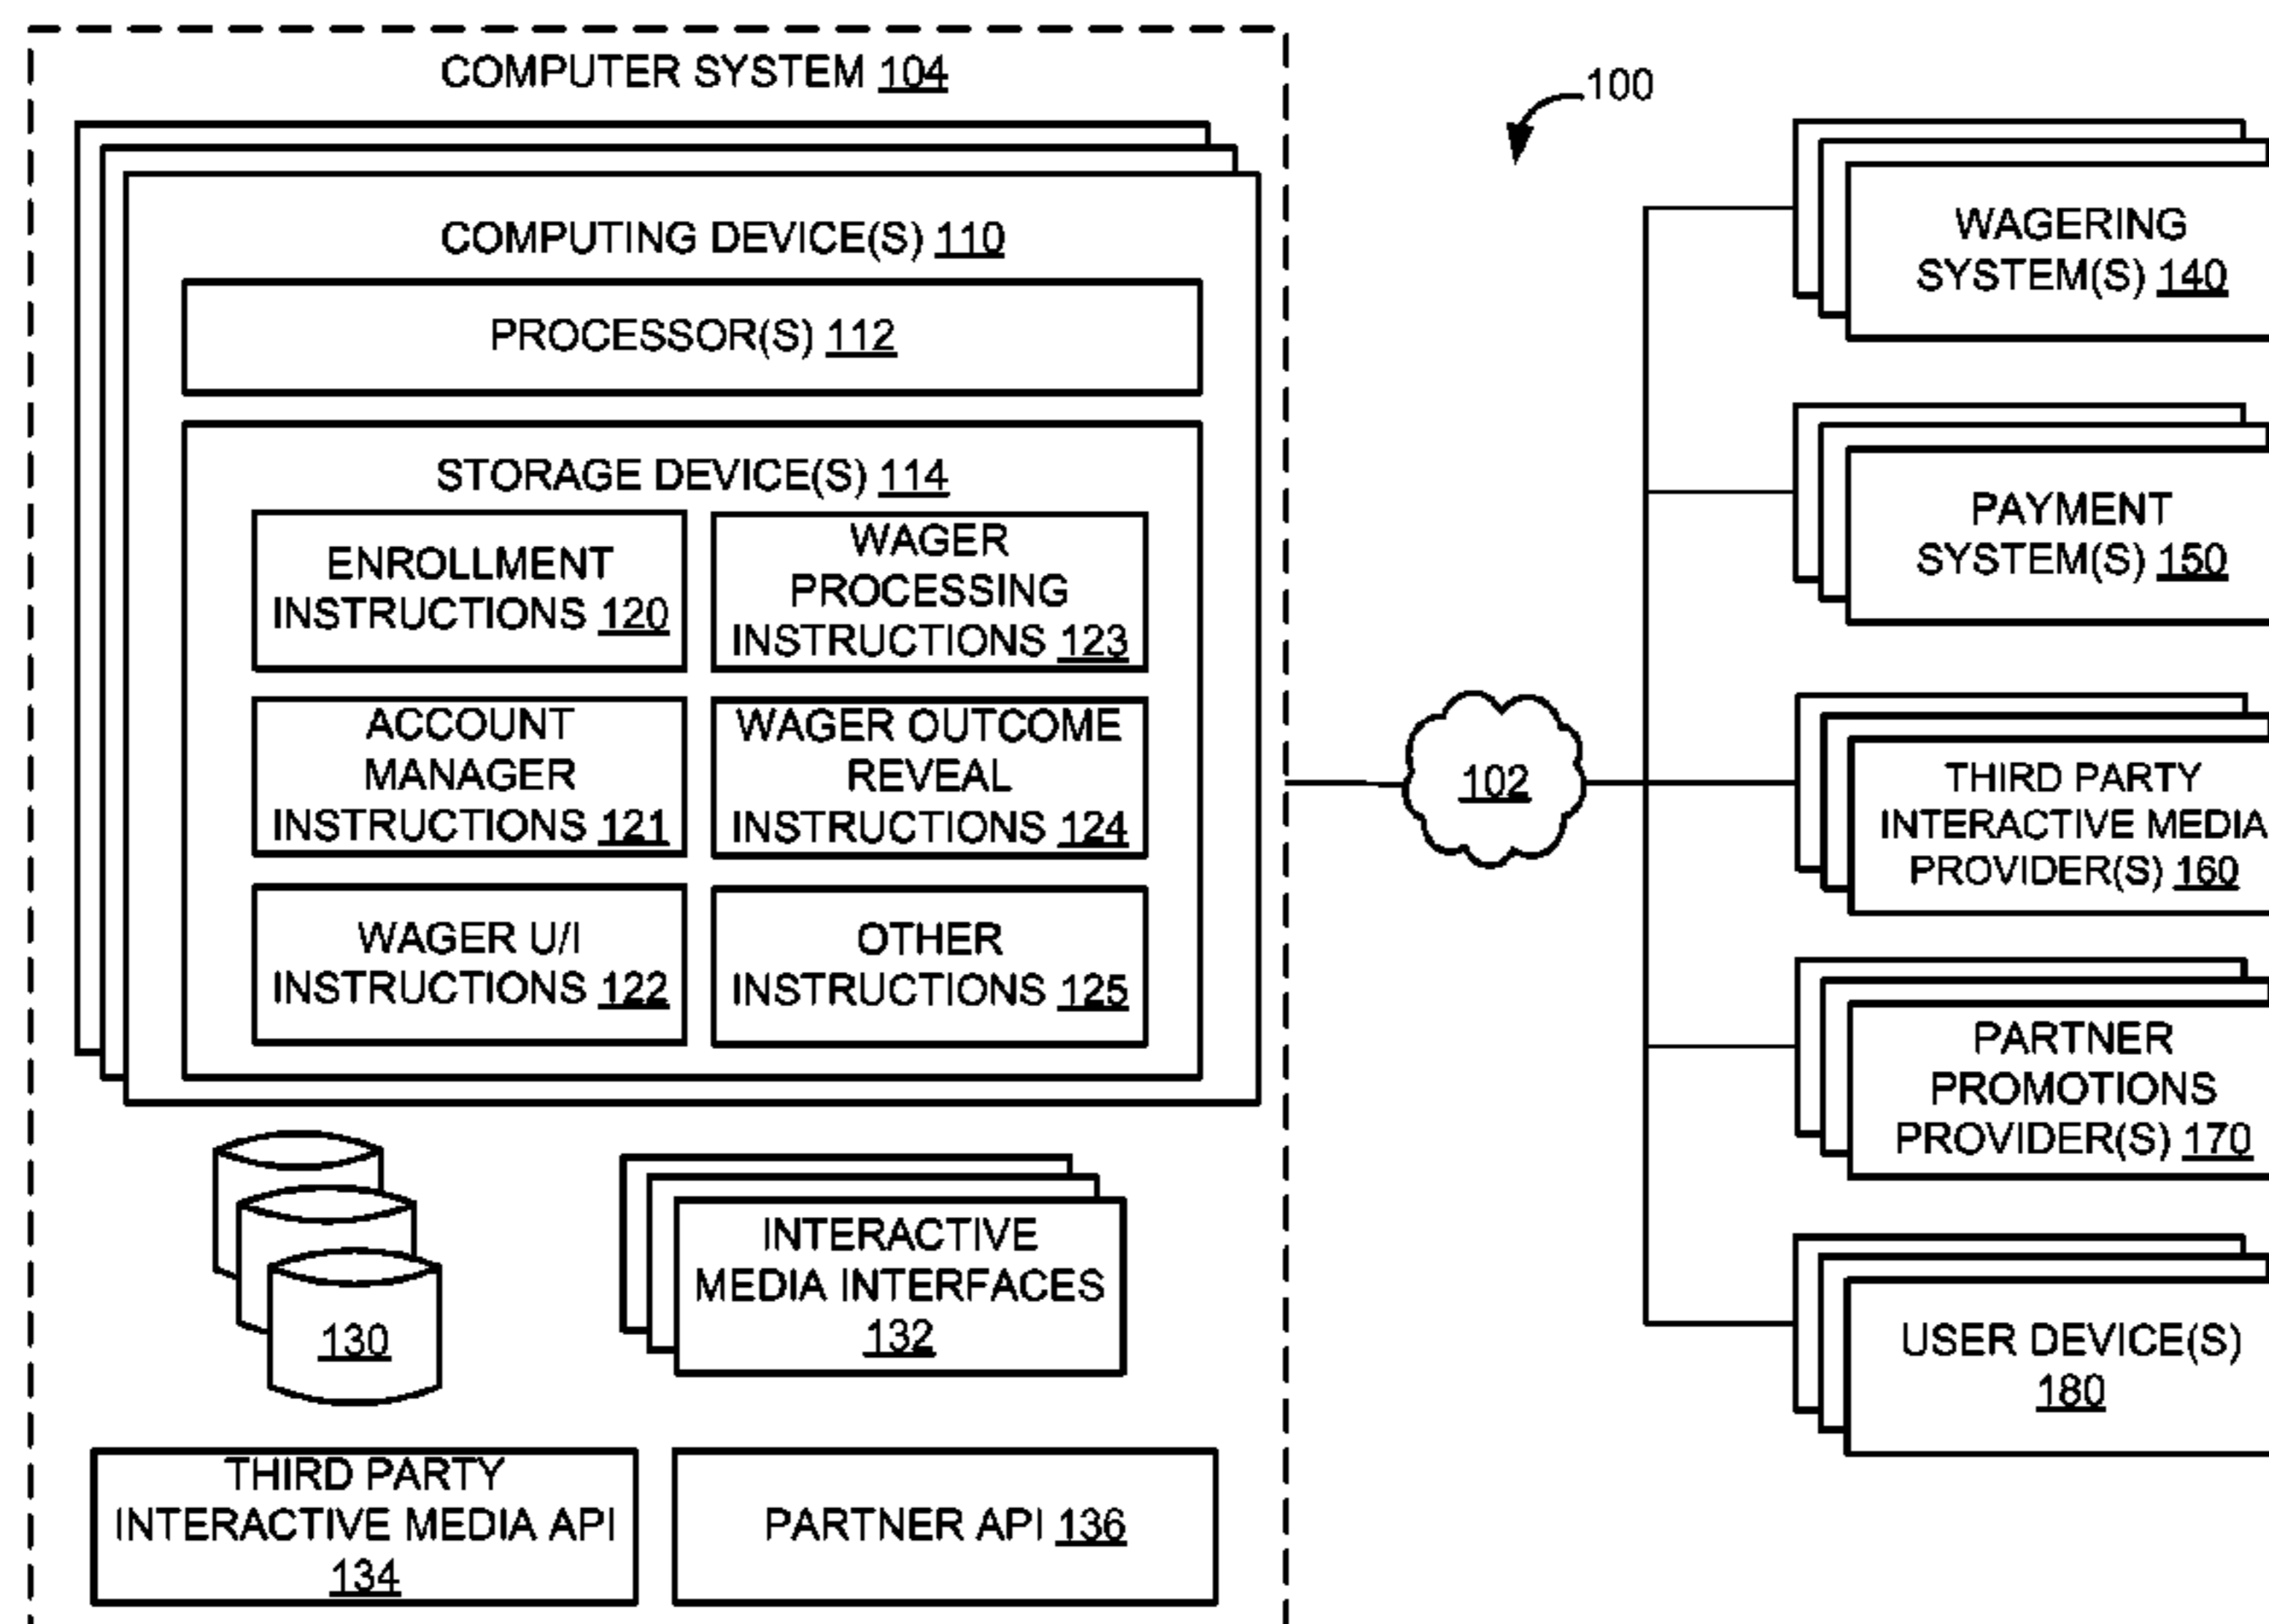 COMPUTER SYSTEM 104
100
COMPUTING DEVICE(S) 110
PROCESSOR(S) 112
STORAGE DEVICE(S) 114
ENROLLMENT
INSTRUCTIONS 120
WAGER
PROCESSING
INSTRUCTIONS 123
ACCOUNT
MANAGER
INSTRUCTIONS 121
WAGER OUTCOME
REVEAL
INSTRUCTIONS 124
WAGER U/I
INSTRUCTIONS 122
OTHER
INSTRUCTIONS 125
130
INTERACTIVE
MEDIA INTERFACES
132
THIRD PARTY
INTERACTIVE MEDIA API
134
PARTNER API 136
102
WAGERING
SYSTEM(S) 140
PAYMENT
SYSTEM(S) 150
THIRD PARTY
INTERACTIVE MEDIA
PROVIDER(S) 160
PARTNER
PROMOTIONS
PROVIDER(S) 170
USER DEVICE(S)
180